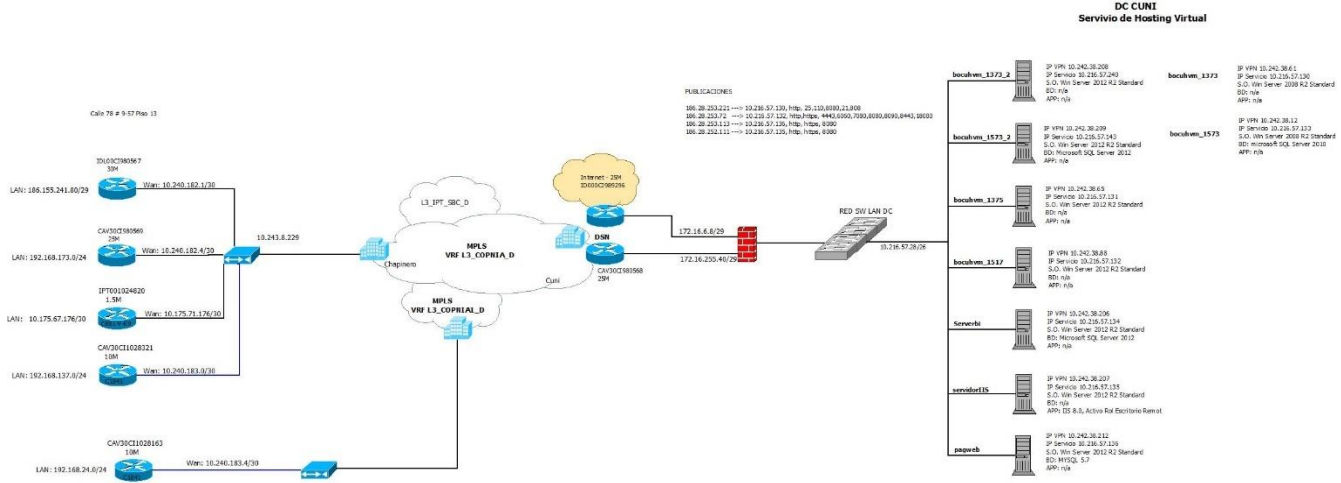 DC CUNI
Servivio de Hosting Virtual
Calle 78 # 9-57 Piso 13
IDL00CI980567
30M
LAN: 186.155.241.80/29
Wan: 10.240.182.1/30
CAV30CI980569
25M
LAN: 192.168.173.0/24
Wan: 10.240.182.4/30
IPT001024820
1.5M
LAN: 10.175.67.176/30
Wan: 10.175.71.176/30
CAV30CI1028321
10M
LAN: 192.168.137.0/24
Wan: 10.240.183.0/30
CAV30CI1028163
10M
LAN: 192.168.24.0/24
Wan: 10.240.183.4/30
10.243.8.229
Chapinero
L3_IPT_SBC_D
MPLS
VRF L3_COPNIA_D
Cuni
MPLS
VRF L3_COPNIAL_D
Internet - 25M
DSN
CAV30CI980568
25M
172.16.6.8/29
172.16.255.40/29
PUBLICACIONES
186.28.253.221 ---> 10.216.57.130, http, 25,110,8080,21,808
186.28.253.72 ---> 10.216.57.132, http,https, 4443,6060,7080,8080,8090,8443,18080
186.28.253.113 ---> 10.216.57.135, http, https, 8080
186.28.252.111 ---> 10.216.57.135, http, https, 8080
RED SW LAN DC
10.216.57.28/26
bocuhvm_1373_2
IP VPN 10.242.38.208
IP Servicio 10.216.57.240
S.O. Win Server 2012 R2 Standard
BD: n/a
APP: n/a
bocuhvm_1373
IP VPN 10.242.38.61
IP Servicio 10.216.57.130
S.O. Win Server 2008 R2 Standard
BD: n/a
APP: n/a
bocuhvm_1573_2
IP VPN 10.242.38.209
IP Servicio 10.216.57.143
S.O. Win Server 2012 R2 Standard
BD: Microsoft SQL Server 2012
APP: n/a
bocuhvm_1573
IP VPN 10.242.38.12
IP Servicio 10.216.57.133
S.O. Win Server 2008 R2 Standard
BD: microsoft SQL Server 2010
APP: n/a
bocuhvm_1375
IP VPN 10.242.38.65
IP Servicio 10.216.57.131
S.O. Win Server 2012 R2 Standard
BD: n/a
APP: n/a
bocuhvm_1517
IP VPN 10.242.38.88
IP Servicio 10.216.57.132
S.O. Win Server 2012 R2 Standard
BD: n/a
APP: n/a
Serverbi
IP VPN 10.242.38.206
IP Servicio 10.216.57.134
S.O. Win Server 2012 R2 Standard
BD: Microsoft SQL Server 2012
APP: n/a
servidorIIS
IP VPN 10.242.38.207
IP Servicio 10.216.57.135
S.O. Win Server 2012 R2 Standard
BD: n/a
APP: IIS 8.0, Activo Rol Escritorio Remot
pagweb
IP VPN 10.242.38.212
IP Servicio 10.216.57.136
S.O. Win Server 2012 R2 Standard
BD: MYSQL 5.7
APP: n/a